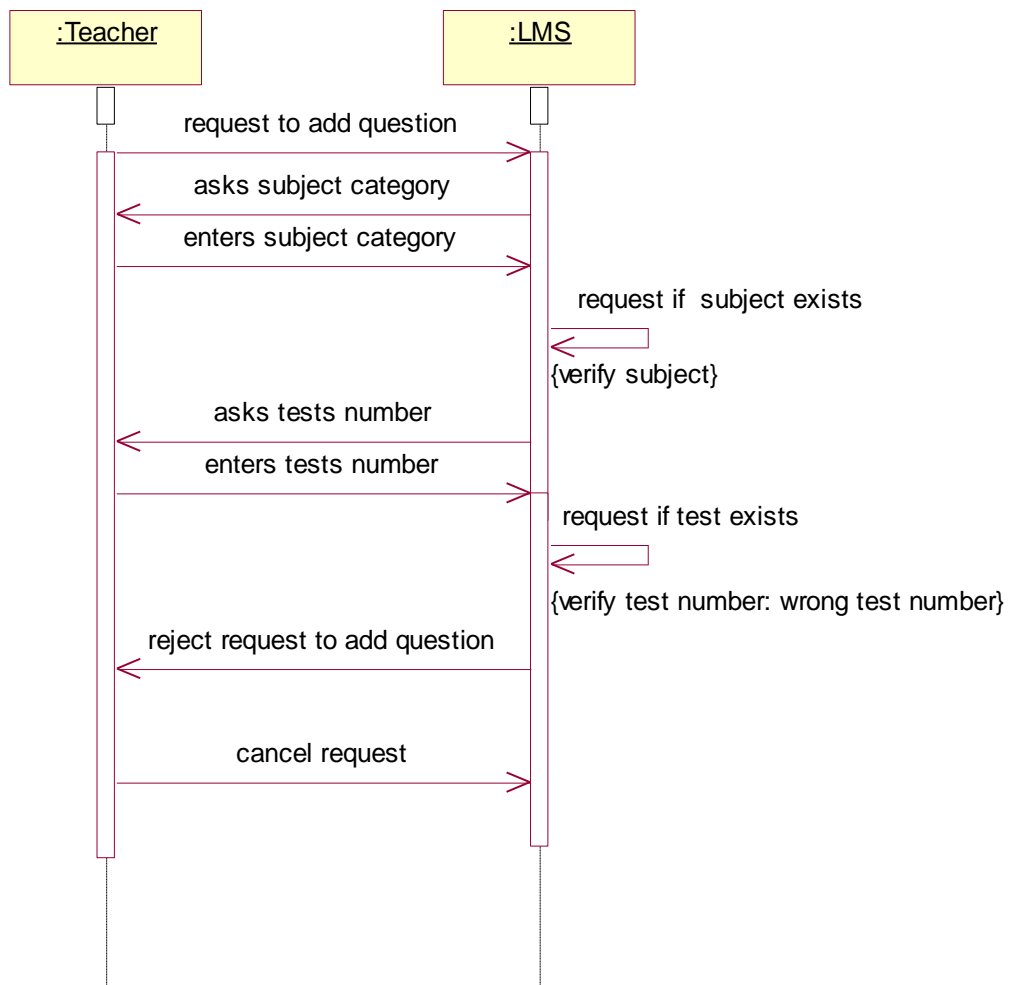 :Teacher
:LMS
request to add question
asks subject category
enters subject category
request if  subject exists
{verify subject}
asks tests number
enters tests number
request if test exists
{verify test number: wrong test number}
reject request to add question
cancel request